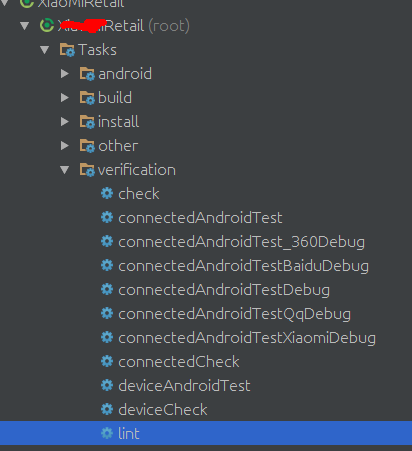 XiaoMiRetail
MiRetail (root)
Tasks
android
build
install
other
verification
check
connectedAndroidTest
connectedAndroidTest_360Debug
connectedAndroidTestBaiduDebug
connectedAndroidTestDebug
connectedAndroidTestQqDebug
connectedAndroidTestXiaomiDebug
connectedCheck
deviceAndroidTest
deviceCheck
lint